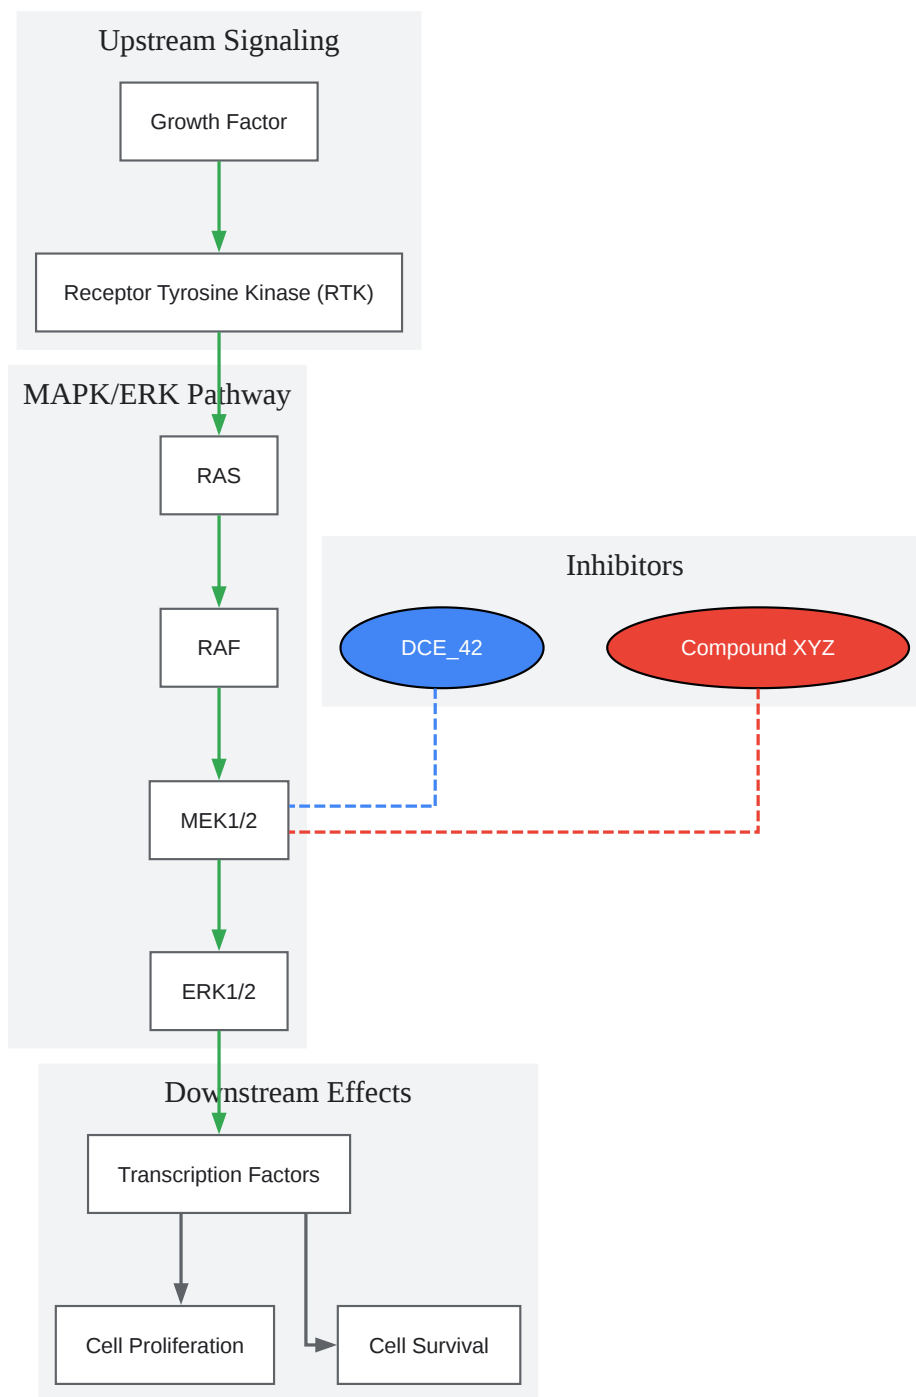 Upstream Signaling
Growth Factor
Receptor Tyrosine Kinase (RTK)
MAPK/ERK Pathway
RAS
Inhibitors
RAF
DCE_42
Compound XYZ
MEK1/2
ERK1/2
Downstream Effects
Transcription Factors
Cell Proliferation
Cell Survival